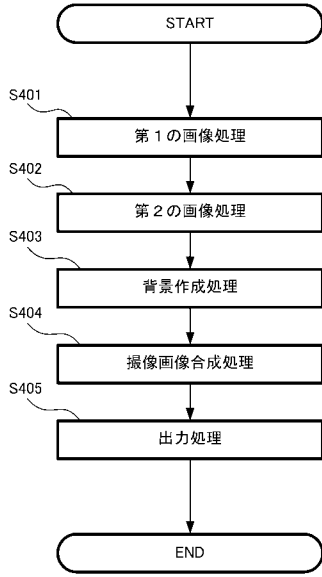 START
S401
第1の画像処理
S402
第2の画像処理
S403
背景作成処理
S404
撮像画像合成処理
S405
出力処理
END